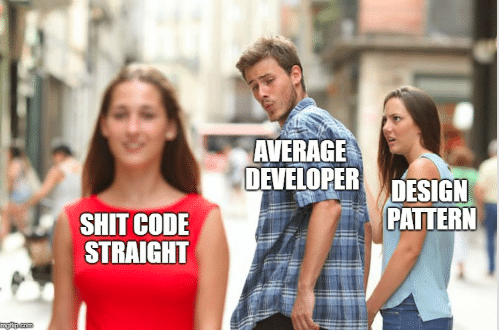 AVERAGE
DEVELOPER
DESIGN
PATTERN
SHIT CODE
STRAIGHT
imgflip.com